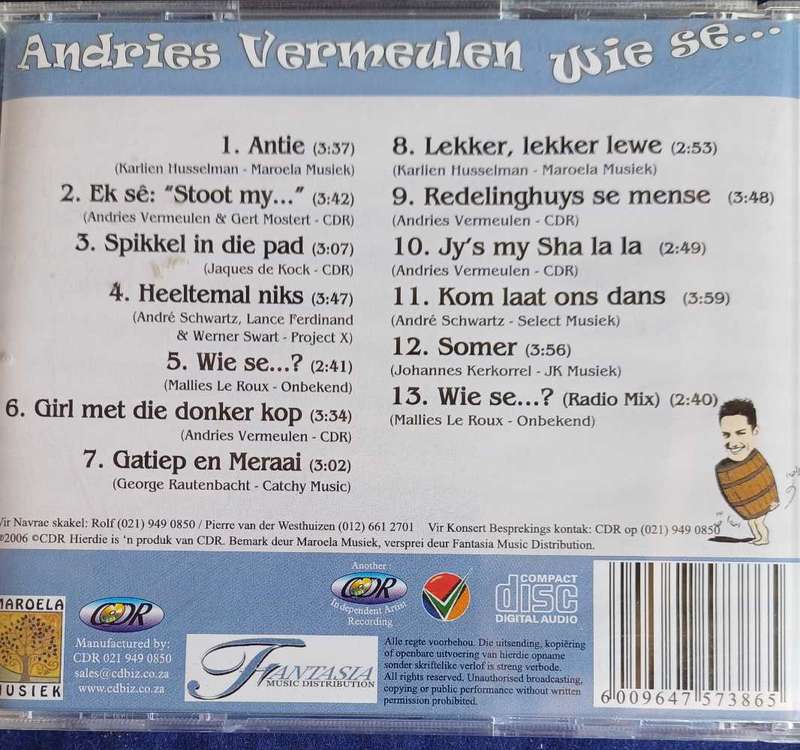 Andries Vermeulen Wie se...
1. Antie (3:37)
(Karlien Husselman - Maroela Musiek)
2. Ek sê: "Stoot my..." (3:42)
(Andries Vermeulen & Gert Mostert - CDR)
3. Spikkel in die pad (3:07)
(Jaques de Kock - CDR)
4. Heeltemal niks (3:47)
(André Schwartz, Lance Ferdinand
& Werner Swart - Project X)
5. Wie se...? (2:41)
(Mallies Le Roux - Onbekend)
6. Girl met die donker kop (3:34)
(Andries Vermeulen - CDR)
7. Gatiep en Meraai (3:02)
(George Rautenbacht - Catchy Music)
8. Lekker, lekker lewe (2:53)
(Karlien Husselman - Maroela Musiek)
9. Redelinghuys se mense (3:48)
(Andries Vermeulen - CDR)
10. Jy's my Sha la la (2:49)
(Andries Vermeulen - CDR)
11. Kom laat ons dans (3:59)
(André Schwartz - Select Musiek)
12. Somer (3:56)
(Johannes Kerkorrel - JK Musiek)
13. Wie se...? (Radio Mix) (2:40)
(Mallies Le Roux - Onbekend)
Vir Navrae skakel: Rolf (021) 949 0850 / Pierre van der Westhuizen (012) 661 2701 Vir Konsert Besprekings kontak: CDR op (021) 949 0850
℗2006 ©CDR Hierdie is 'n produk van CDR. Bemark deur Maroela Musiek, versprei deur Fantasia Music Distribution.
MAROELA
MUSIEK
CDR
Manufactured by:
CDR 021 949 0850
sales@cdbiz.co.za
www.cdbiz.co.za
FANTASIA
MUSIC DISTRIBUTION
Another :
CDR
Independent Artist
Recording
COMPACT
disc
DIGITAL AUDIO
Alle regte voorbehou. Die uitsending, kopiëring
of openbare uitvoering van hierdie opname
sonder skriftelike verlof is streng verbode.
All rights reserved. Unauthorised broadcasting,
copying or public performance without written
permission prohibited.
6 009647 573865